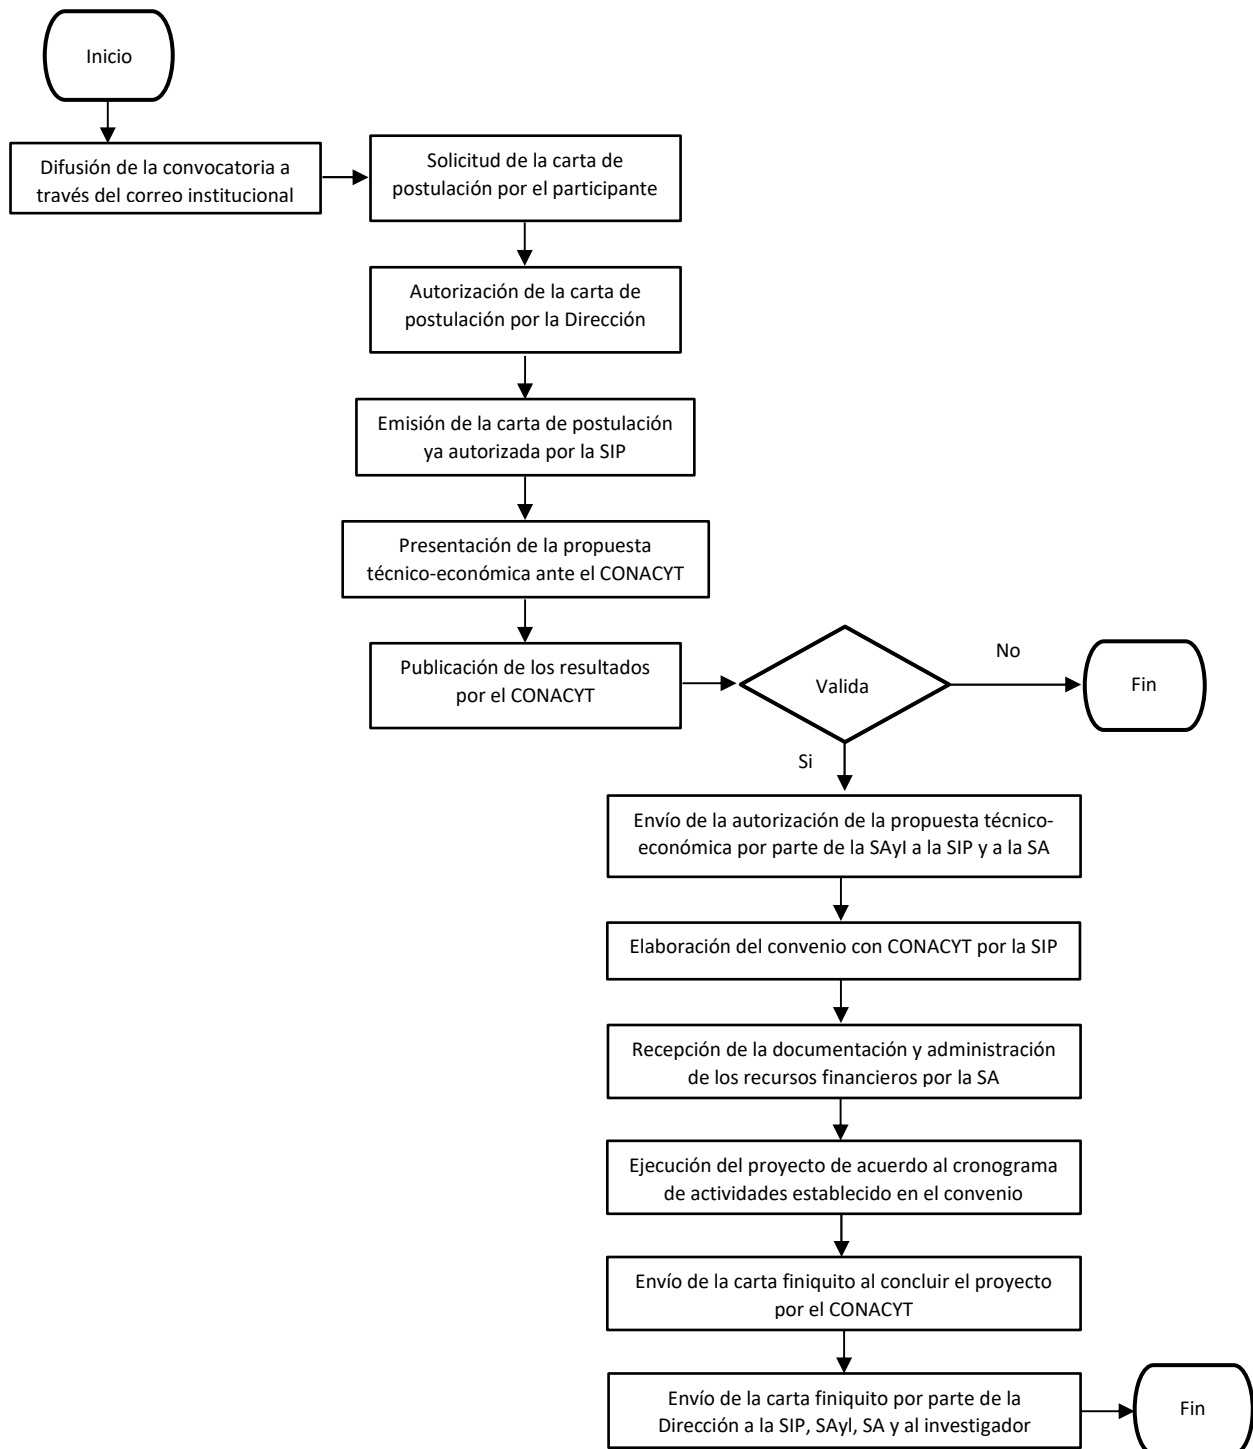 Inicio
Difusión de la convocatoria a
través del correo institucional
Solicitud de la carta de
postulación por el participante
Autorización de la carta de
postulación por la Dirección
Emisión de la carta de postulación
ya autorizada por la SIP
Presentación de la propuesta
técnico-económica ante el CONACYT
Publicación de los resultados
por el CONACYT
Valida
No
Fin
Si
Envío de la autorización de la propuesta técnico-
económica por parte de la SAyI a la SIP y a la SA
Elaboración del convenio con CONACYT por la SIP
Recepción de la documentación y administración
de los recursos financieros por la SA
Ejecución del proyecto de acuerdo al cronograma
de actividades establecido en el convenio
Envío de la carta finiquito al concluir el proyecto
por el CONACYT
Envío de la carta finiquito por parte de la
Dirección a la SIP, SAyI, SA y al investigador
Fin